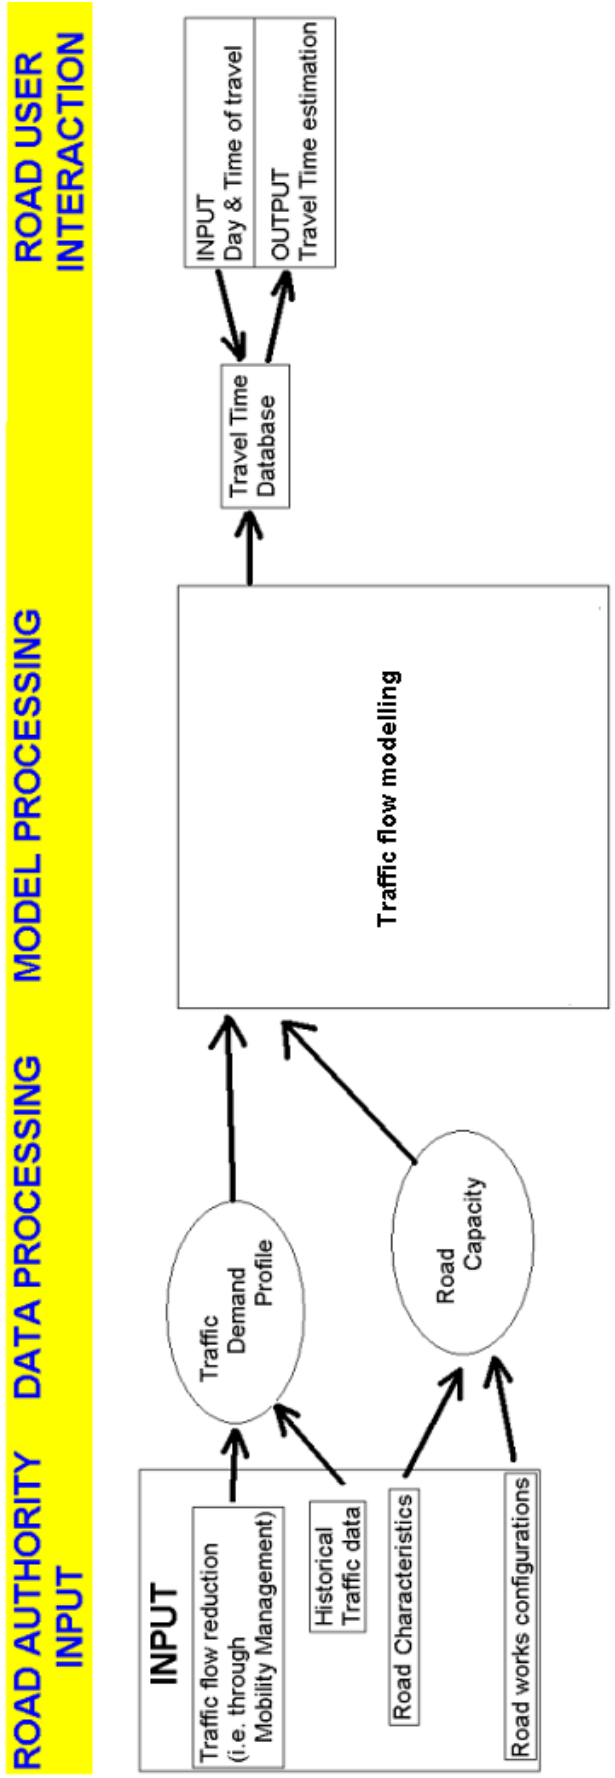 ROAD AUTHORITY
INPUT
DATA PROCESSING
MODEL PROCESSING
ROAD USER
INTERACTION
INPUT
Traffic flow reduction
(i.e. through
Mobility Management)
Historical
Traffic data
Road Characteristics
Road works configurations
Traffic
Demand
Profile
Road
Capacity
Traffic flow modelling
Travel Time
Database
INPUT
Day & Time of travel
OUTPUT
Travel Time estimation